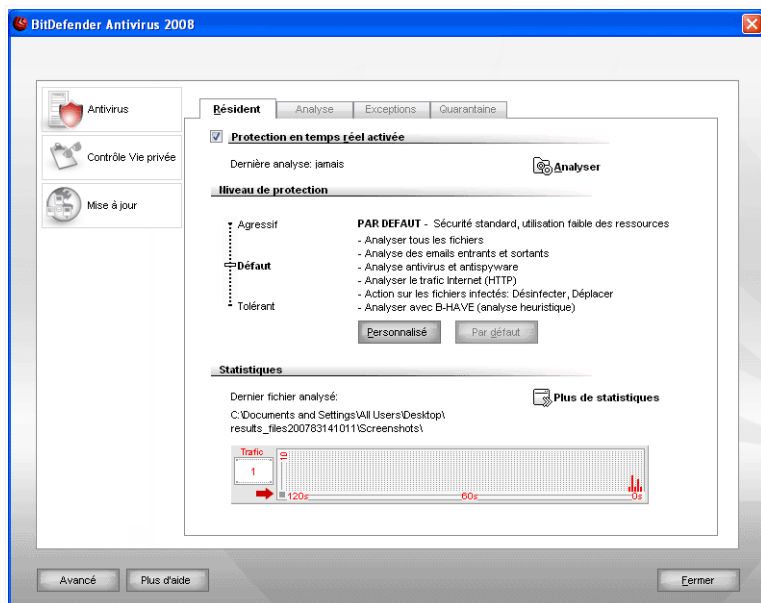 BitDefender Antivirus 2008
Antivirus
Contrôle Vie privée
Mise à jour
Résident
Analyse
Exceptions
Quarantaine
Protection en temps réel activée
Dernière analyse: jamais
Analyser
Niveau de protection
Agressif
Défaut
Tolérant
PAR DEFAUT - Sécurité standard, utilisation faible des ressources
- Analyser tous les fichiers
- Analyse des emails entrants et sortants
- Analyse antivirus et antispyware
- Analyser le trafic Internet (HTTP)
- Action sur les fichiers infectés: Désinfecter, Déplacer
- Analyser avec B-HAVE (analyse heuristique)
Personnalisé
Par défaut
Statistiques
Dernier fichier analysé:
Plus de statistiques
C:\Documents and Settings\All Users\Desktop\
results_files200783141011\Screenshots\
Trafic
1
10
120s
60s
0s
Avancé
Plus d'aide
Fermer